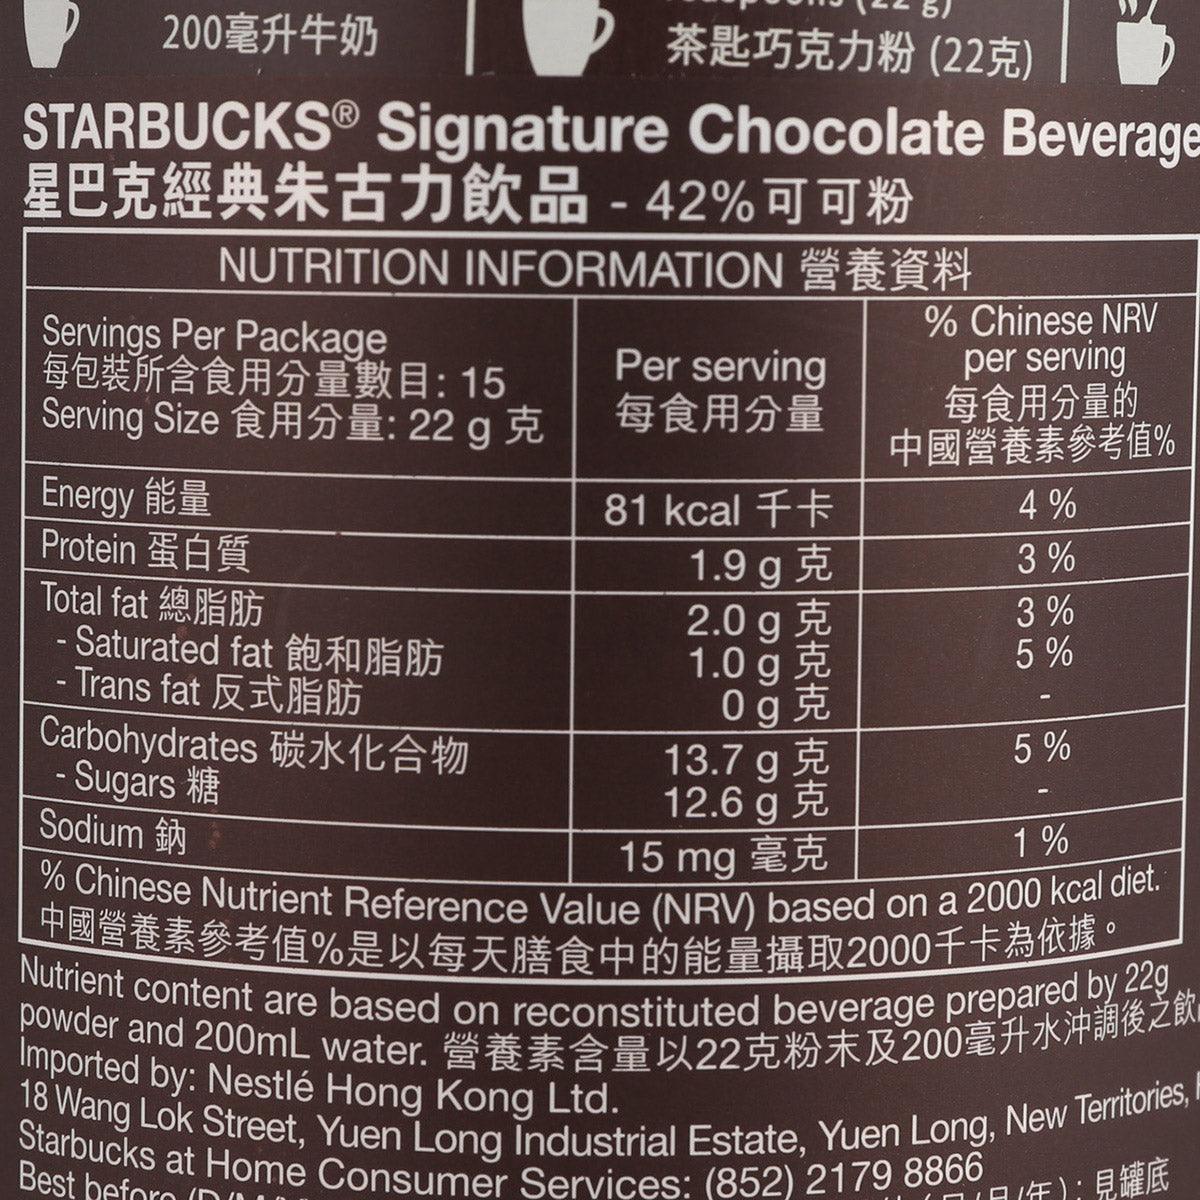 200毫升牛奶
茶匙巧克力粉 (22克)
STARBUCKS® Signature Chocolate Beverage
星巴克經典朱古力飲品 - 42%可可粉
NUTRITION INFORMATION 營養資料
Servings Per Package
每包裝所含食用分量數目: 15
Serving Size 食用分量: 22 g 克
Per serving
每食用分量
% Chinese NRV
per serving
每食用分量的
中國營養素參考值%
Energy 能量 81 kcal 千卡 4 %
Protein 蛋白質 1.9 g 克 3 %
Total fat 總脂肪 2.0 g 克 3 %
- Saturated fat 飽和脂肪 1.0 g 克 5 %
- Trans fat 反式脂肪 0 g 克 -
Carbohydrates 碳水化合物 13.7 g 克 5 %
- Sugars 糖 12.6 g 克 -
Sodium 鈉 15 mg 毫克 1 %
% Chinese Nutrient Reference Value (NRV) based on a 2000 kcal diet.
中國營養素參考值%是以每天膳食中的能量攝取2000千卡為依據。
Nutrient content are based on reconstituted beverage prepared by 22g
powder and 200mL water. 營養素含量以22克粉末及200毫升水沖調後之飲
Imported by: Nestlé Hong Kong Ltd.
18 Wang Lok Street, Yuen Long Industrial Estate, Yuen Long, New Territories,
Starbucks at Home Consumer Services: (852) 2179 8866
Best before 年) : 見罐底